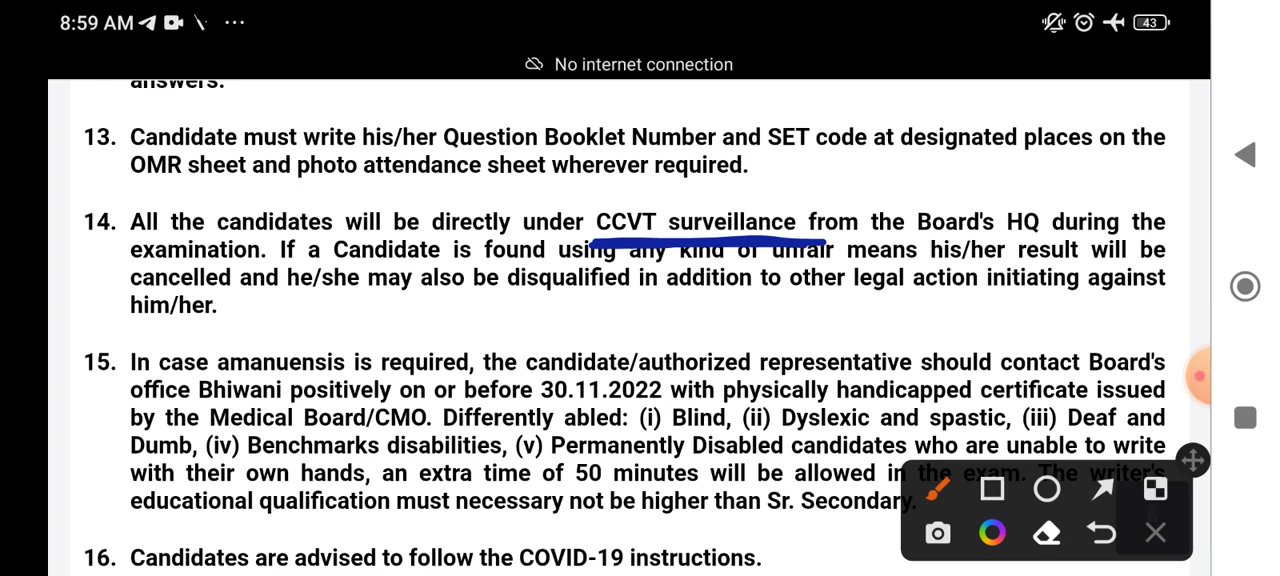 8:59 AM
43
No internet connection
answers.
13. Candidate must write his/her Question Booklet Number and SET code at designated places on the
OMR sheet and photo attendance sheet wherever required.
14. All the candidates will be directly under CCVT surveillance from the Board's HQ during the
examination. If a Candidate is found using any kind of unfair means his/her result will be
cancelled and he/she may also be disqualified in addition to other legal action initiating against
him/her.
15. In case amanuensis is required, the candidate/authorized representative should contact Board's
office Bhiwani positively on or before 30.11.2022 with physically handicapped certificate issued
by the Medical Board/CMO. Differently abled: (i) Blind, (ii) Dyslexic and spastic, (iii) Deaf and
Dumb, (iv) Benchmarks disabilities, (v) Permanently Disabled candidates who are unable to write
with their own hands, an extra time of 50 minutes will be allowed in the exam. The writer's
educational qualification must necessary not be higher than Sr. Secondary.
16. Candidates are advised to follow the COVID-19 instructions.